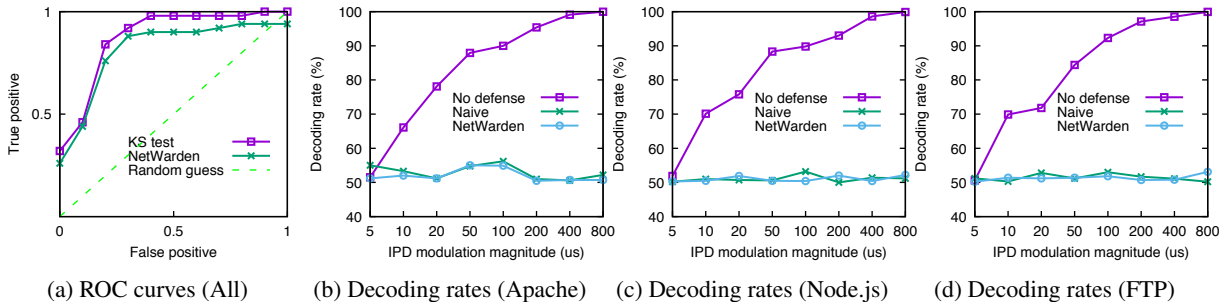 1
0.5
0
0.5
1
True positive
False positive
KS test
NetWarden
Random guess
(a) ROC curves (All)
100
90
80
70
60
50
40
5 10 20 50 100 200 400 800
Decoding rate (%)
IPD modulation magnitude (us)
No defense
Naive
NetWarden
(b) Decoding rates (Apache)
100
90
80
70
60
50
40
5 10 20 50 100 200 400 800
Decoding rate (%)
IPD modulation magnitude (us)
No defense
Naive
NetWarden
(c) Decoding rates (Node.js)
100
90
80
70
60
50
40
5 10 20 50 100 200 400 800
Decoding rate (%)
IPD modulation magnitude (us)
No defense
Naive
NetWarden
(d) Decoding rates (FTP)